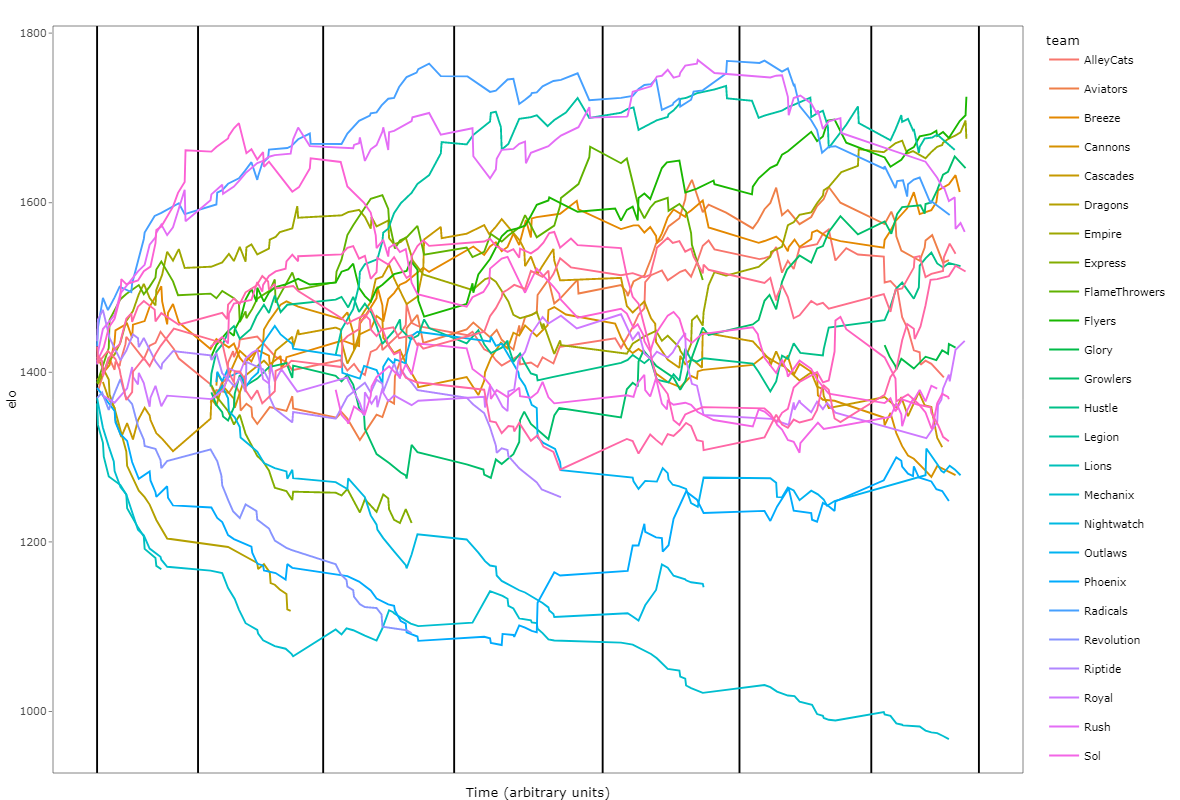 team
AlleyCats
Aviators
Breeze
Cannons
Cascades
Dragons
Empire
Express
FlameThrowers
Flyers
Glory
Growlers
Hustle
Legion
Lions
Mechanix
Nightwatch
Outlaws
Phoenix
Radicals
Revolution
Riptide
Royal
Rush
Sol
1800
1600
1400
1200
1000
elo
Time (arbitrary units)